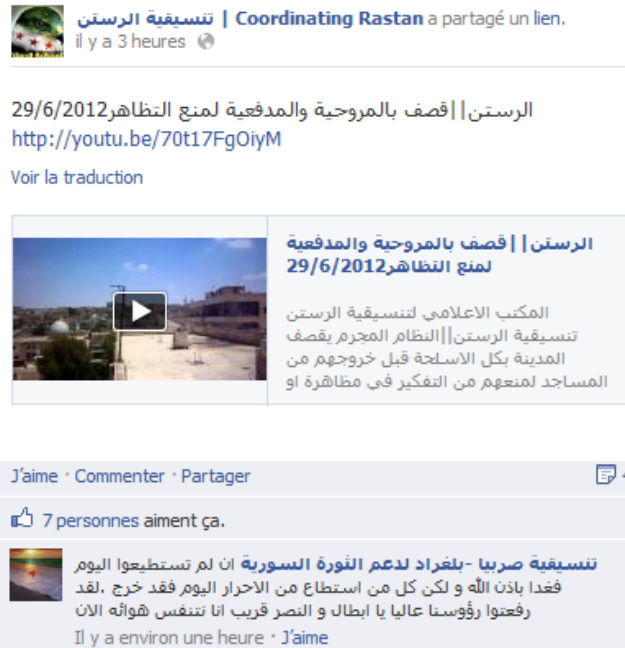 تنسيقية الرستن | Coordinating Rastan a partagé un lien.
il y a 3 heures
الرستن||قصف بالمروحية والمدفعية لمنع التظاهر29/6/2012
http://youtu.be/70t17FgOiyM
Voir la traduction
الرستن||قصف بالمروحية والمدفعية
لمنع التظاهر29/6/2012
المكتب الاعلامي لتنسيقية الرستن
تنسيقية الرستن||النظام المجرم يقصف
المدينة بكل الاسلحة قبل خروجهم من
المساجد لمنعهم من التفكير في مظاهرة او
J'aime · Commenter · Partager
7 personnes aiment ça.
تنسيقية صربيا -بلغراد لدعم الثورة السورية ان لم تستطيعوا اليوم
فغدا باذن الله و لكن كل من استطاع من الاحرار اليوم فقد خرج .لقد
رفعتوا رؤوسنا عاليا يا ابطال و النصر قريب انا نتنفس هوائه الان
Il y a environ une heure · J'aime